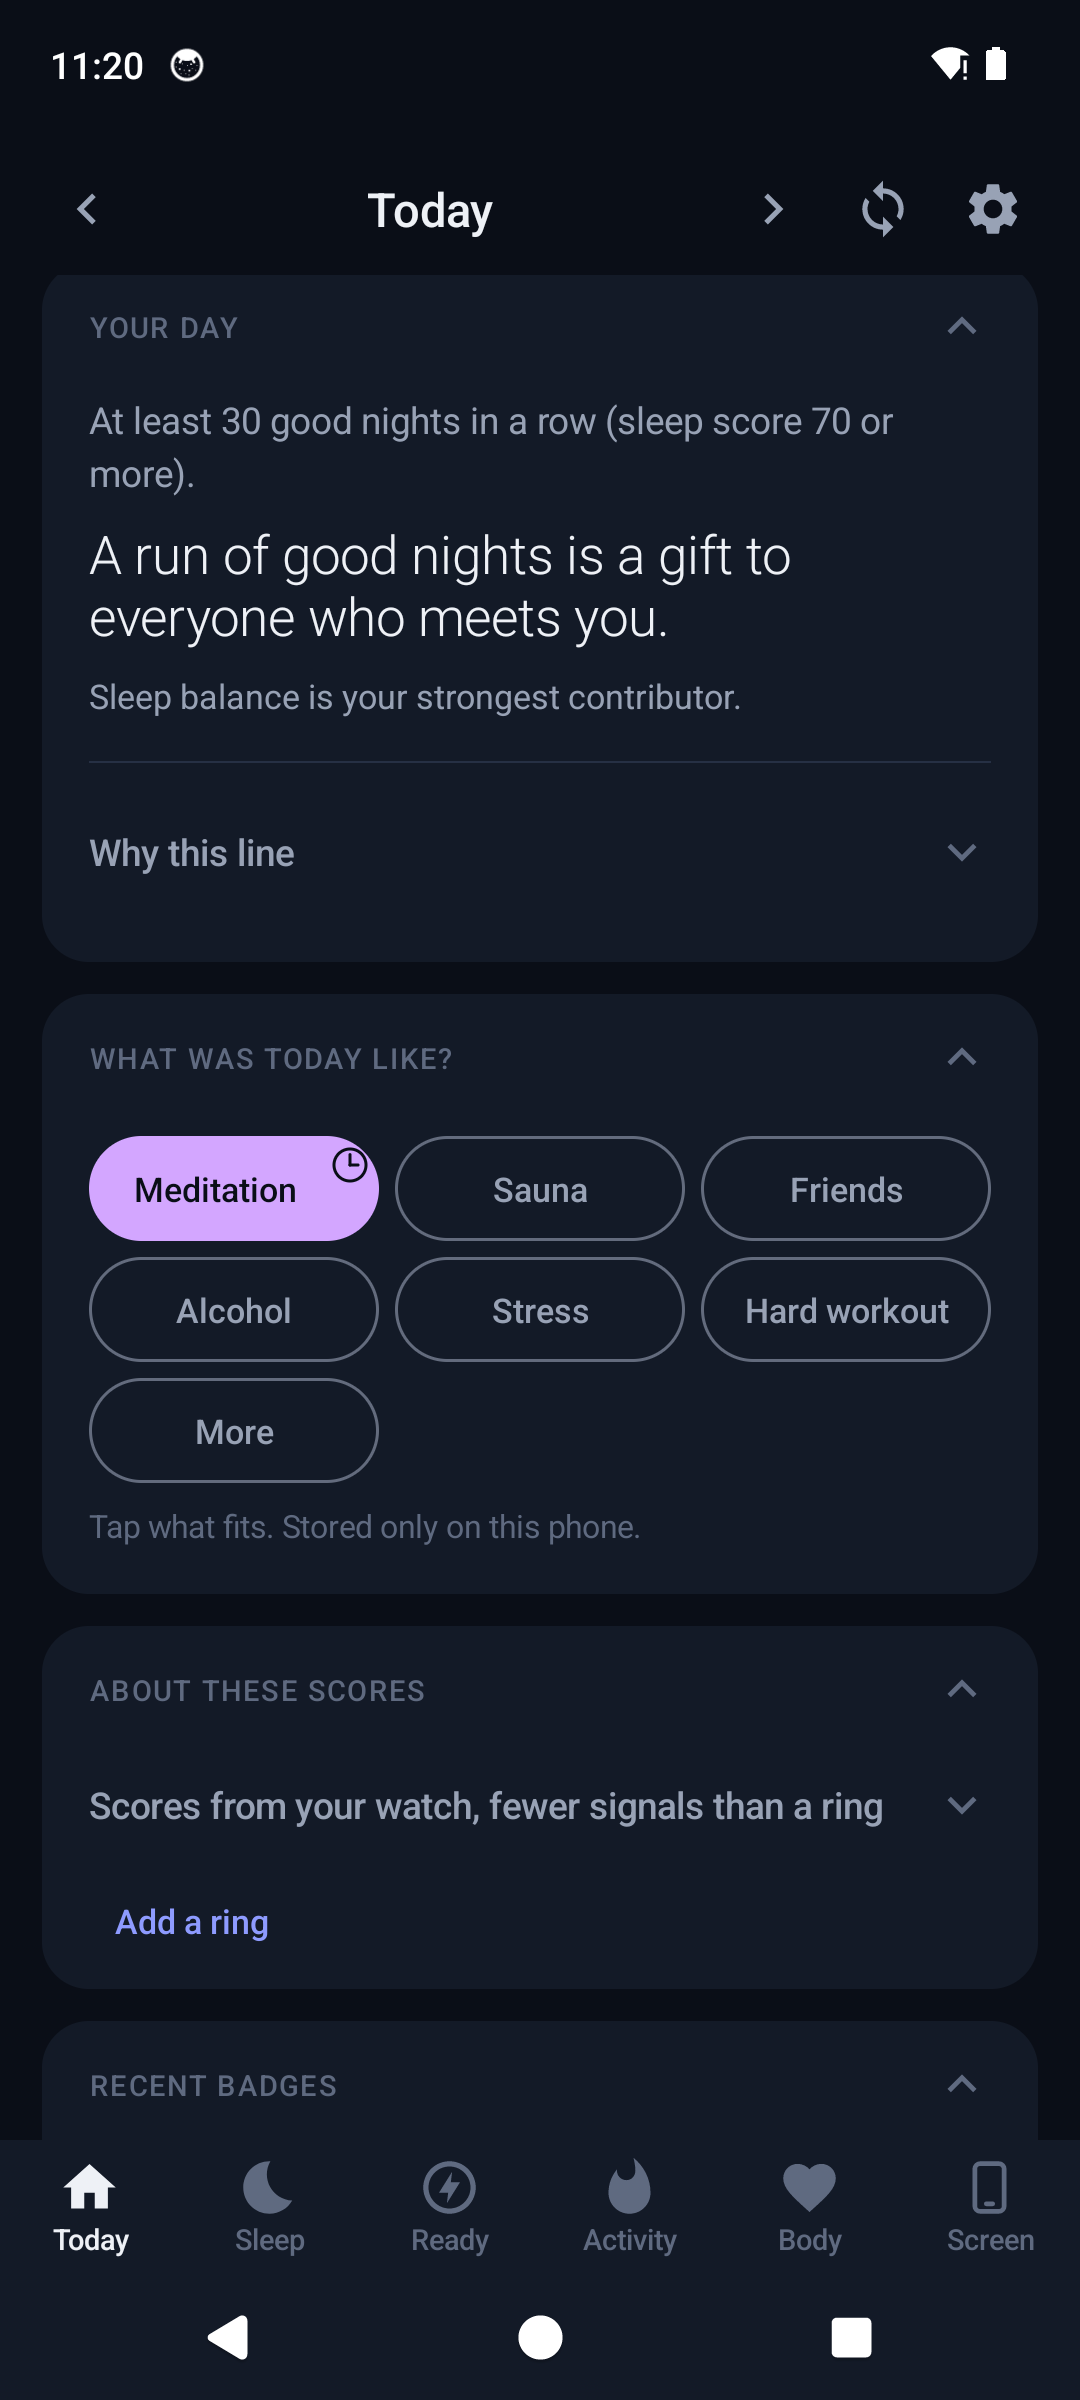 11:20
Today
YOUR DAY
At least 30 good nights in a row (sleep score 70 or
more).
A run of good nights is a gift to
everyone who meets you.
Sleep balance is your strongest contributor.
Why this line
WHAT WAS TODAY LIKE?
Meditation
Sauna
Friends
Alcohol
Stress
Hard workout
More
Tap what fits. Stored only on this phone.
ABOUT THESE SCORES
Scores from your watch, fewer signals than a ring
Add a ring
RECENT BADGES
Today
Sleep
Ready
Activity
Body
Screen